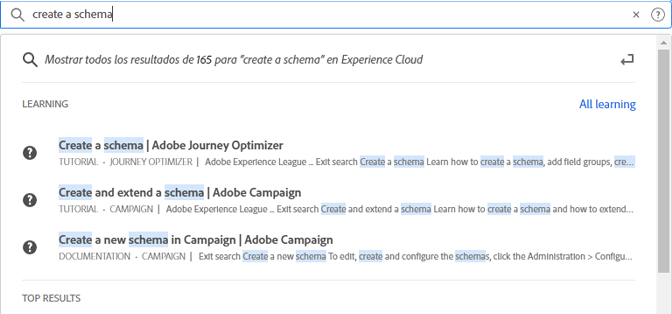 create a schema
Mostrar todos los resultados de 165 para "create a schema" en Experience Cloud
LEARNING
All learning
Create a schema | Adobe Journey Optimizer
TUTORIAL • JOURNEY OPTIMIZER | Adobe Experience League ... Exit search Create a schema Learn how to create a schema, add field groups, cre...
Create and extend a schema | Adobe Campaign
TUTORIAL • CAMPAIGN | Adobe Experience League ... Exit search Create and extend a schema Learn how to create a schema and how to extend...
Create a new schema in Campaign | Adobe Campaign
DOCUMENTATION • CAMPAIGN | Exit search Create a new schema To edit, create and configure the schemas, click the Administration > Configu...
TOP RESULTS